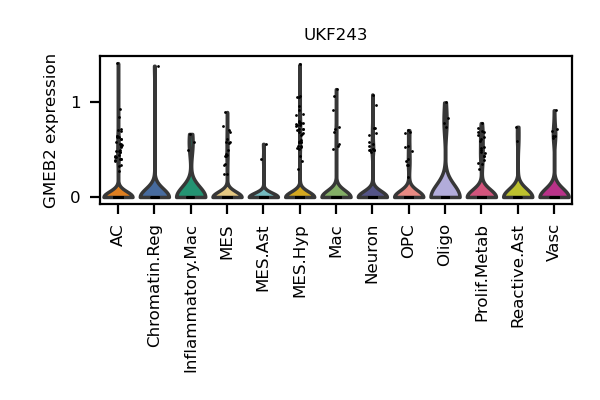 UKF243
GMEB2 expression
1
0
AC
Chromatin.Reg
Inflammatory.Mac
MES
MES.Ast
MES.Hyp
Mac
Neuron
OPC
Oligo
Prolif.Metab
Reactive.Ast
Vasc